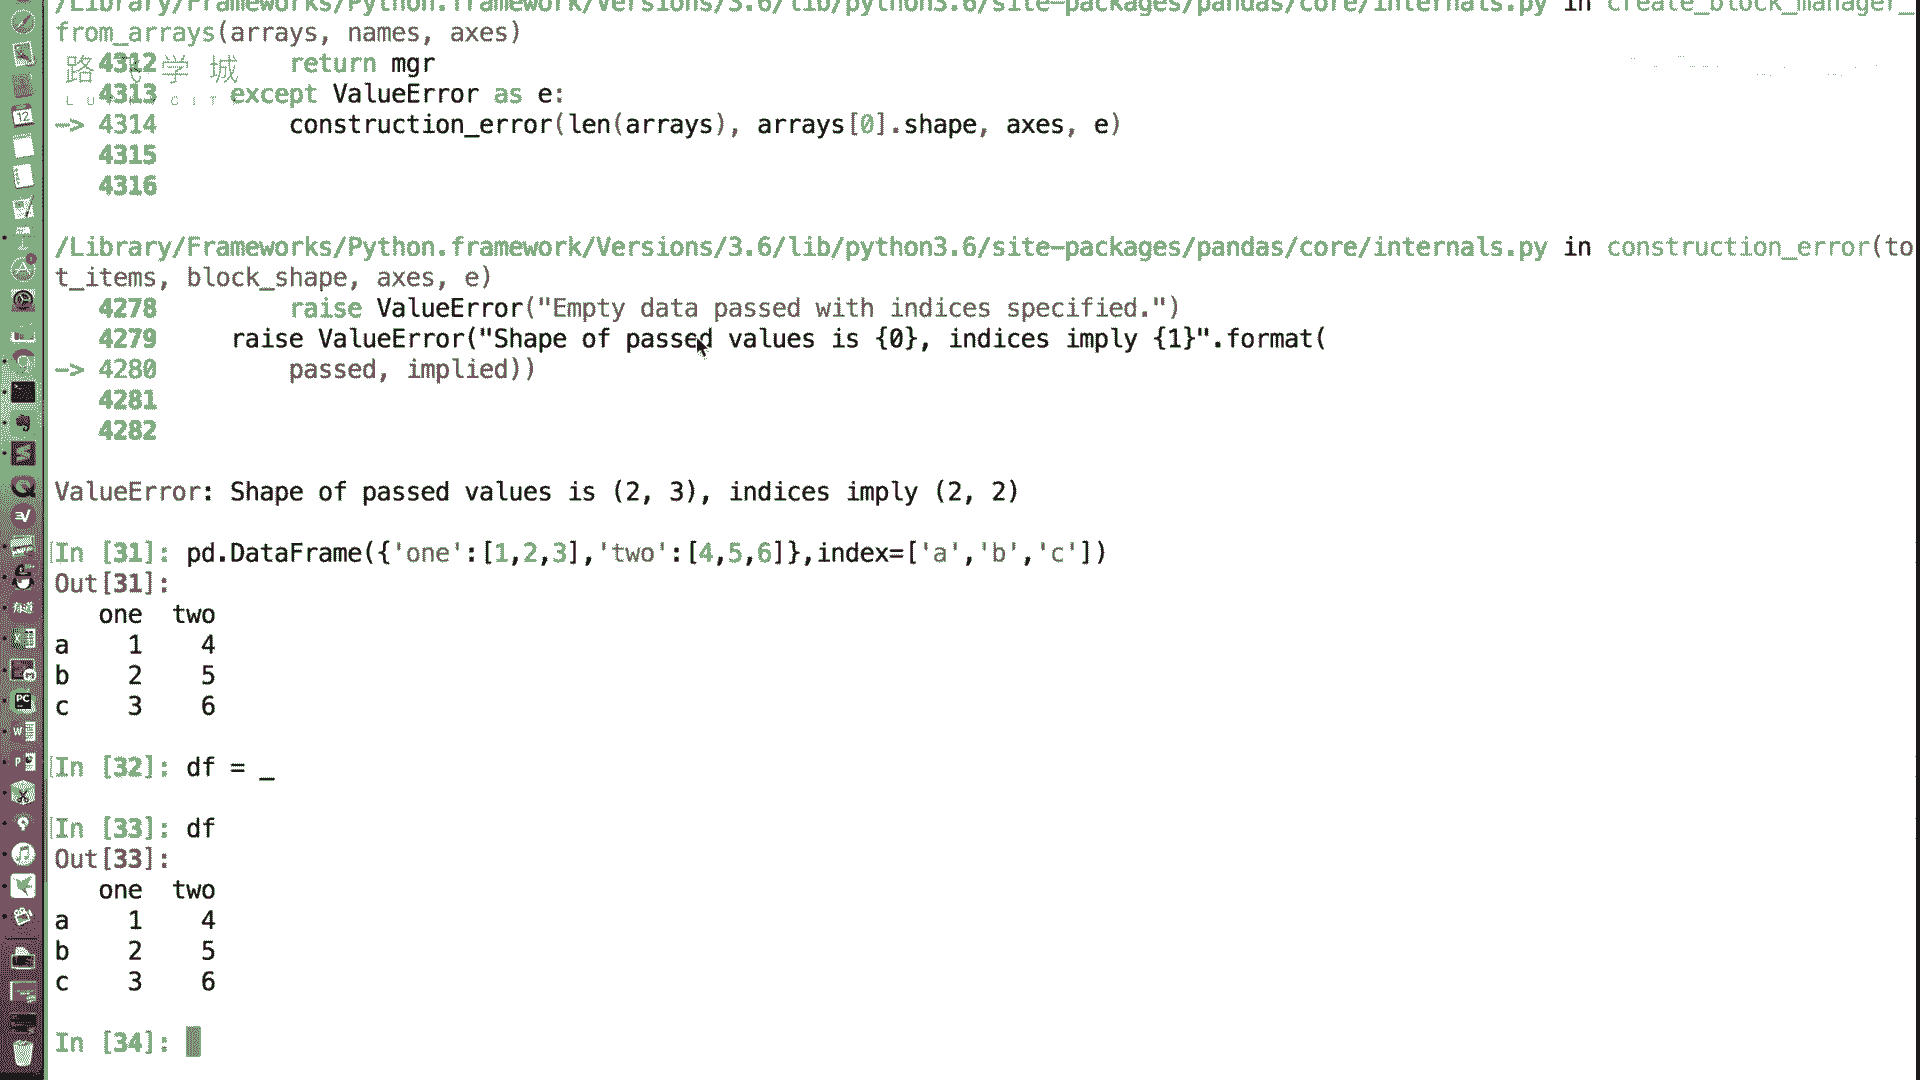 /Library/Frameworks/Python.framework/Versions/3.6/lib/python3.6/site-packages/pandas/core/internals.py in create_block_manager_
from_arrays(arrays, names, axes)
   4312         return mgr
   4313     except ValueError as e:
-> 4314         construction_error(len(arrays), arrays[0].shape, axes, e)
   4315
   4316
路 学 城
/Library/Frameworks/Python.framework/Versions/3.6/lib/python3.6/site-packages/pandas/core/internals.py in construction_error(to
t_items, block_shape, axes, e)
   4278         raise ValueError("Empty data passed with indices specified.")
   4279     raise ValueError("Shape of passed values is {0}, indices imply {1}".format(
-> 4280         passed, implied))
   4281
   4282
ValueError: Shape of passed values is (2, 3), indices imply (2, 2)
In [31]: pd.DataFrame({'one':[1,2,3],'two':[4,5,6]},index=['a','b','c'])
Out[31]:
   one  two
a    1    4
b    2    5
c    3    6
In [32]: df = _
In [33]: df
Out[33]:
   one  two
a    1    4
b    2    5
c    3    6
In [34]: